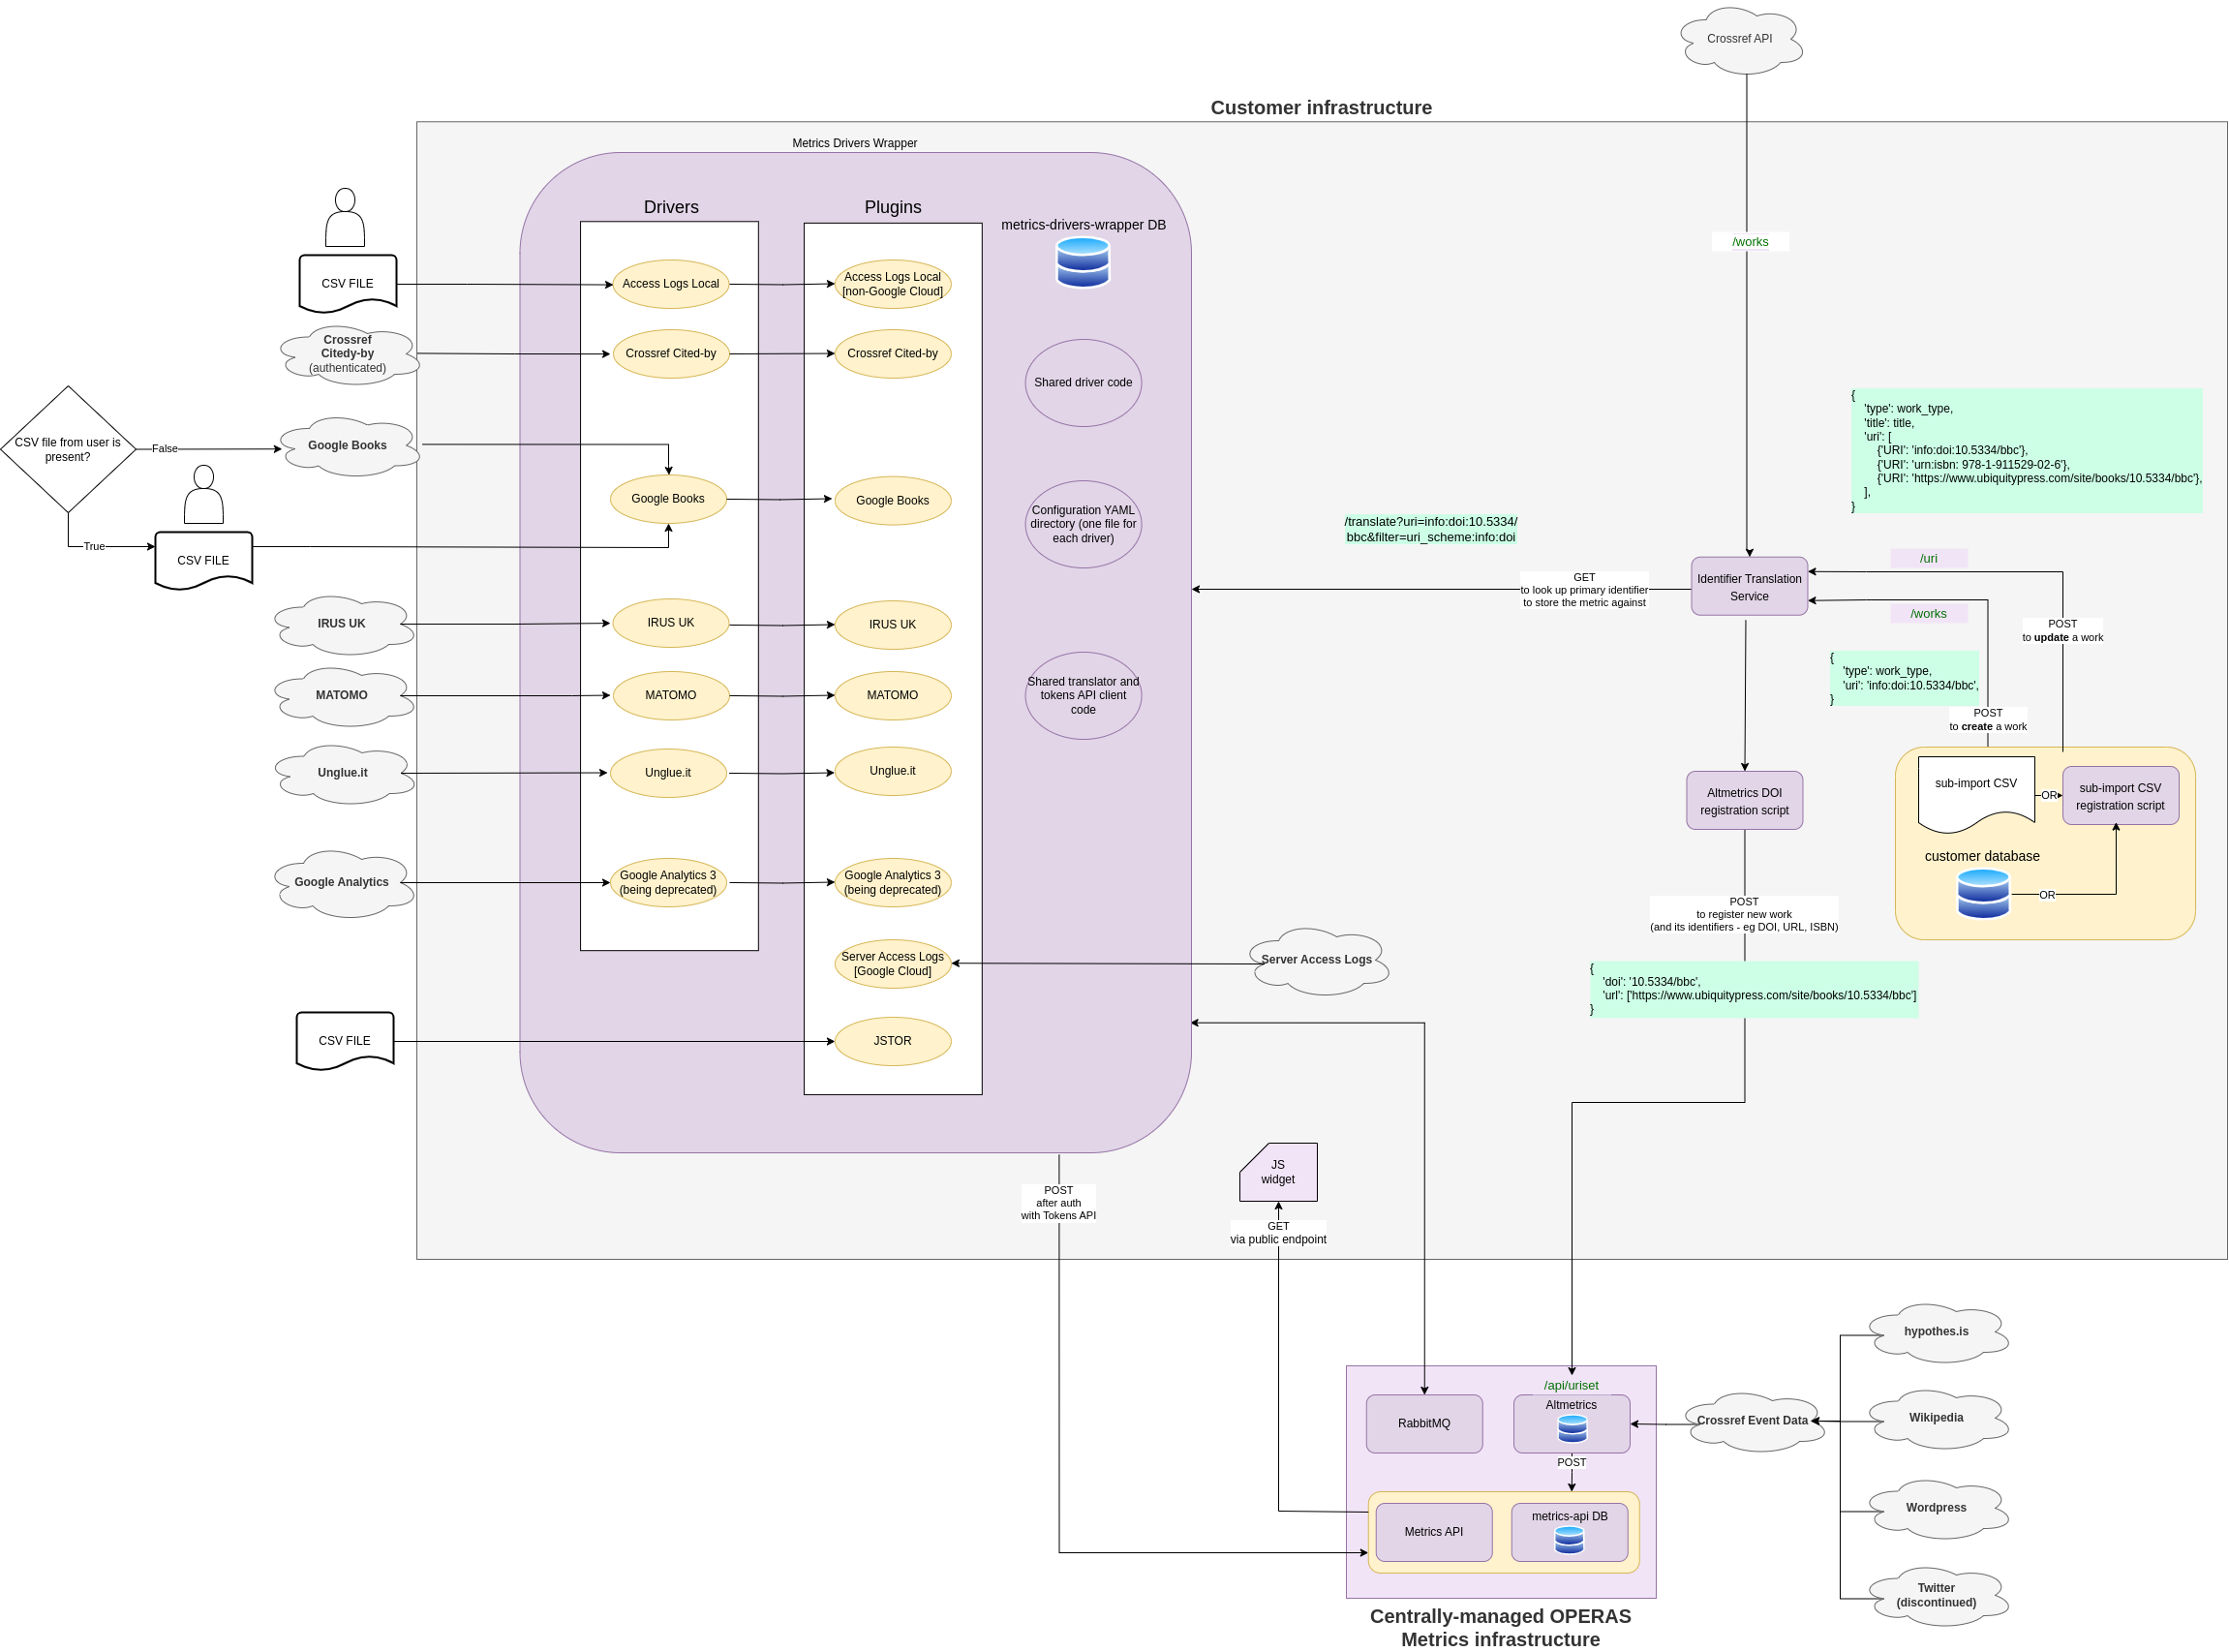 Crossref API
Customer infrastructure
Metrics Drivers Wrapper
Drivers
Plugins
metrics-drivers-wrapper DB
/works
CSV FILE
Access Logs Local
Access Logs Local
[non-Google Cloud]
Crossref
Citedy-by
(authenticated)
Crossref Cited-by
Crossref Cited-by
Shared driver code
CSV file from user is
present?
False
True
Google Books
CSV FILE
Google Books
Google Books
Configuration YAML
directory (one file for
each driver)
/translate?uri=info:doi:10.5334/
bbc&filter=uri_scheme:info:doi
{
'type': work_type,
'title': title,
'uri': [
{'URI': 'info:doi:10.5334/bbc'},
{'URI': 'urn:isbn: 978-1-911529-02-6'},
{'URI': 'https://www.ubiquitypress.com/site/books/10.5334/bbc'},
],
}
GET
to look up primary identifier
to store the metric against
Identifier Translation
Service
/uri
/works
POST
to update a work
{
'type': work_type,
'uri': 'info:doi:10.5334/bbc',
}
POST
to create a work
IRUS UK
IRUS UK
IRUS UK
MATOMO
MATOMO
MATOMO
Shared translator and
tokens API client
code
Unglue.it
Unglue.it
Unglue.it
Altmetrics DOI
registration script
sub-import CSV
OR
sub-import CSV
registration script
customer database
OR
Google Analytics
Google Analytics 3
(being deprecated)
Google Analytics 3
(being deprecated)
POST
to register new work
(and its identifiers - eg DOI, URL, ISBN)
Server Access Logs
[Google Cloud]
Server Access Logs
{
'doi': '10.5334/bbc',
'url': ['https://www.ubiquitypress.com/site/books/10.5334/bbc']
}
CSV FILE
JSTOR
JS
widget
POST
after auth
with Tokens API
GET
via public endpoint
/api/uriset
RabbitMQ
Altmetrics
POST
Metrics API
metrics-api DB
Crossref Event Data
hypothes.is
Wikipedia
Wordpress
Twitter
(discontinued)
Centrally-managed OPERAS
Metrics infrastructure